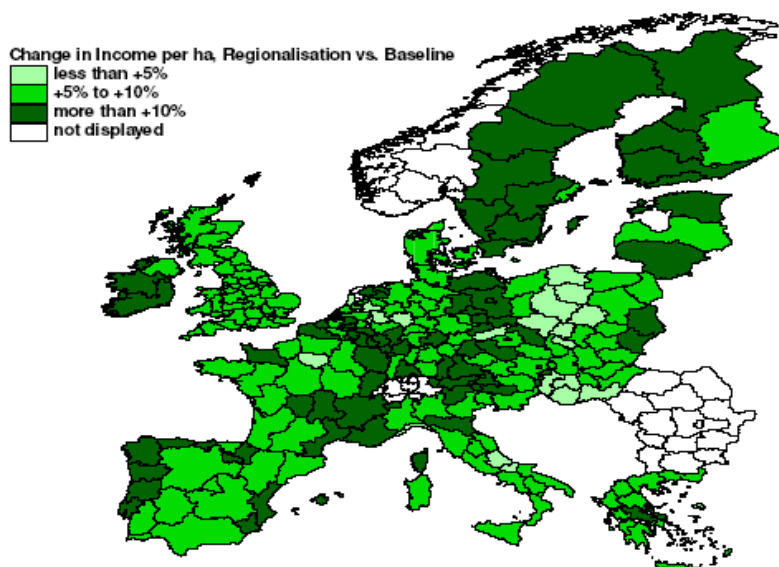 Change in Income per ha, Regionalisation vs. Baseline
less than +5%
+5% to +10%
more than +10%
not displayed